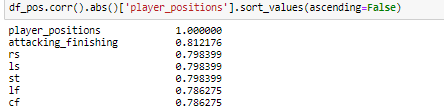 df_pos.corr().abs()['player_positions'].sort_values(ascending=False)
player_positions 1.000000
attacking_finishing 0.812176
rs 0.798399
ls 0.798399
st 0.798399
lf 0.786275
cf 0.786275